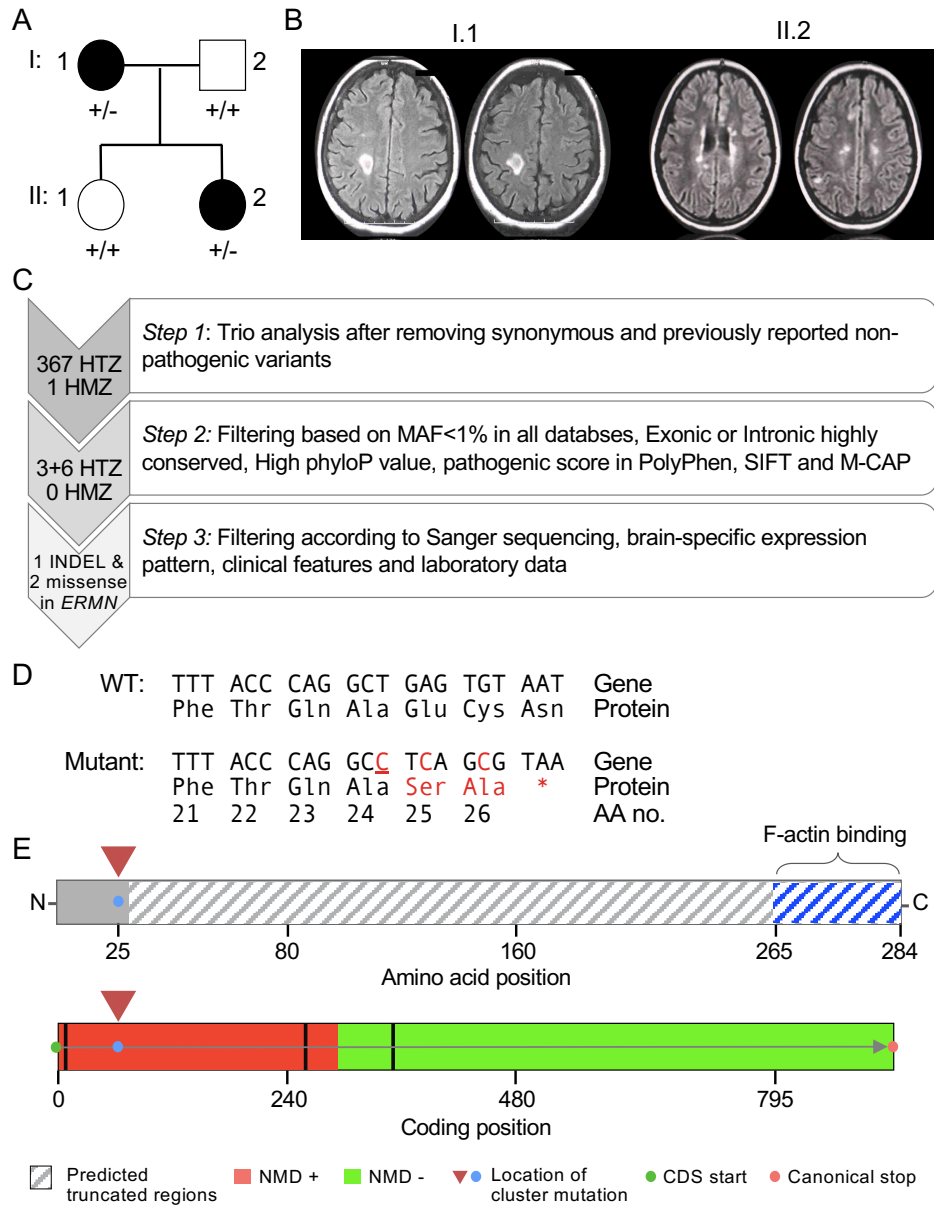 A
I: 1 2
+/- +/+
II: 1 2
+/+ +/-
B
I.1 II.2
C
367 HTZ
1 HMZ
Step 1: Trio analysis after removing synonymous and previously reported non-
pathogenic variants
3+6 HTZ
0 HMZ
Step 2: Filtering based on MAF<1% in all databses, Exonic or Intronic highly
conserved, High phyloP value, pathogenic score in PolyPhen, SIFT and M-CAP
1 INDEL &
2 missense
in ERMN
Step 3: Filtering according to Sanger sequencing, brain-specific expression
pattern, clinical features and laboratory data
D
WT: TTT ACC CAG GCT GAG TGT AAT Gene
Phe Thr Gln Ala Glu Cys Asn Protein
Mutant: TTT ACC CAG GCC TCA GCG TAA Gene
Phe Thr Gln Ala Ser Ala * Protein
21 22 23 24 25 26 AA no.
E
F-actin binding
N C
25 80 160 265 284
Amino acid position
0 240 480 795
Coding position
Predicted
truncated regions
NMD +
NMD -
Location of
cluster mutation
CDS start
Canonical stop